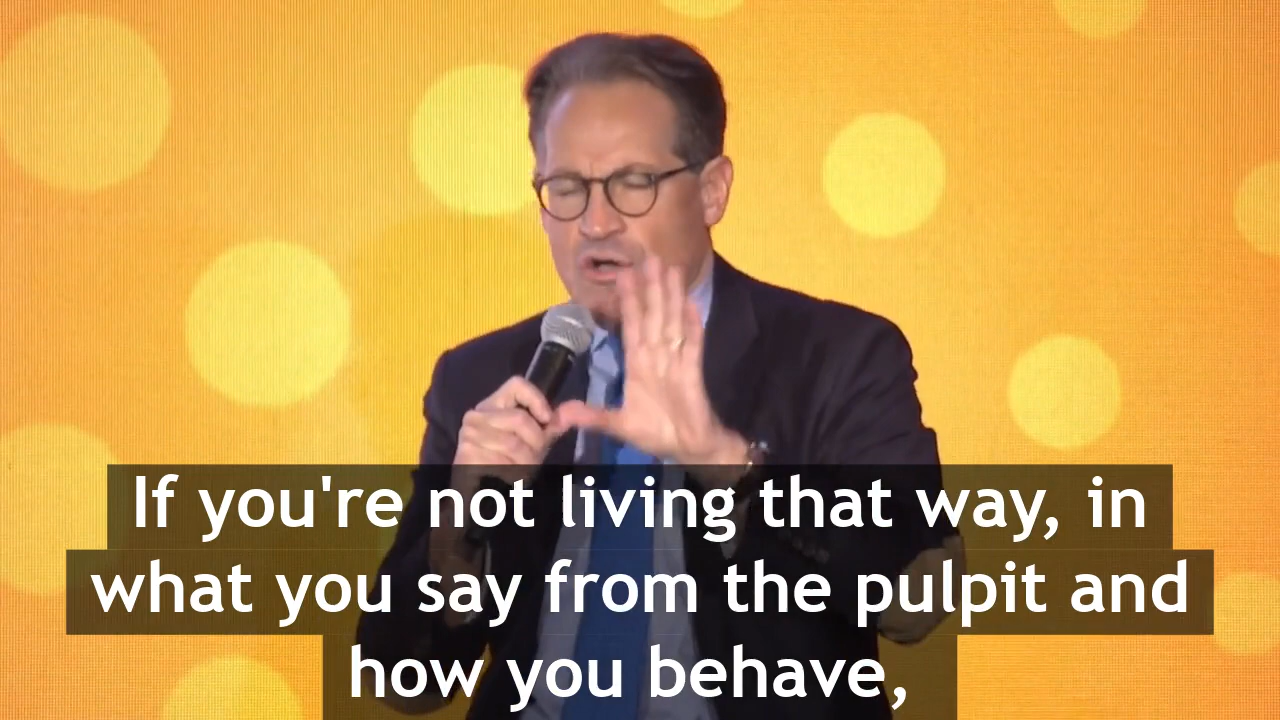 If you're not living that way, in
what you say from the pulpit and
how you behave,